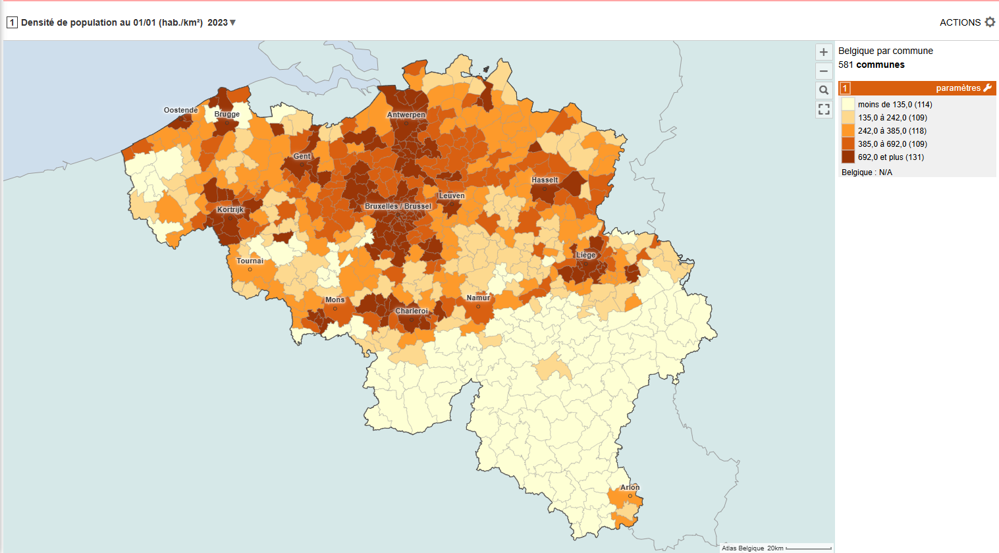 1 Densité de population au 01/01 (hab./km²) 2023▼
ACTIONS
Belgique par commune
581 communes
1 paramètres
moins de 135,0 (114)
135,0 à 242,0 (109)
242,0 à 385,0 (118)
385,0 à 692,0 (109)
692,0 et plus (131)
Belgique : N/A
Oostende
Brugge
Antwerpen
Gent
Hasselt
Leuven
Bruxelles / Brussel
Kortrijk
Liège
Tournai
Mons
Namur
Charleroi
Arlon
Atlas Belgique 20km